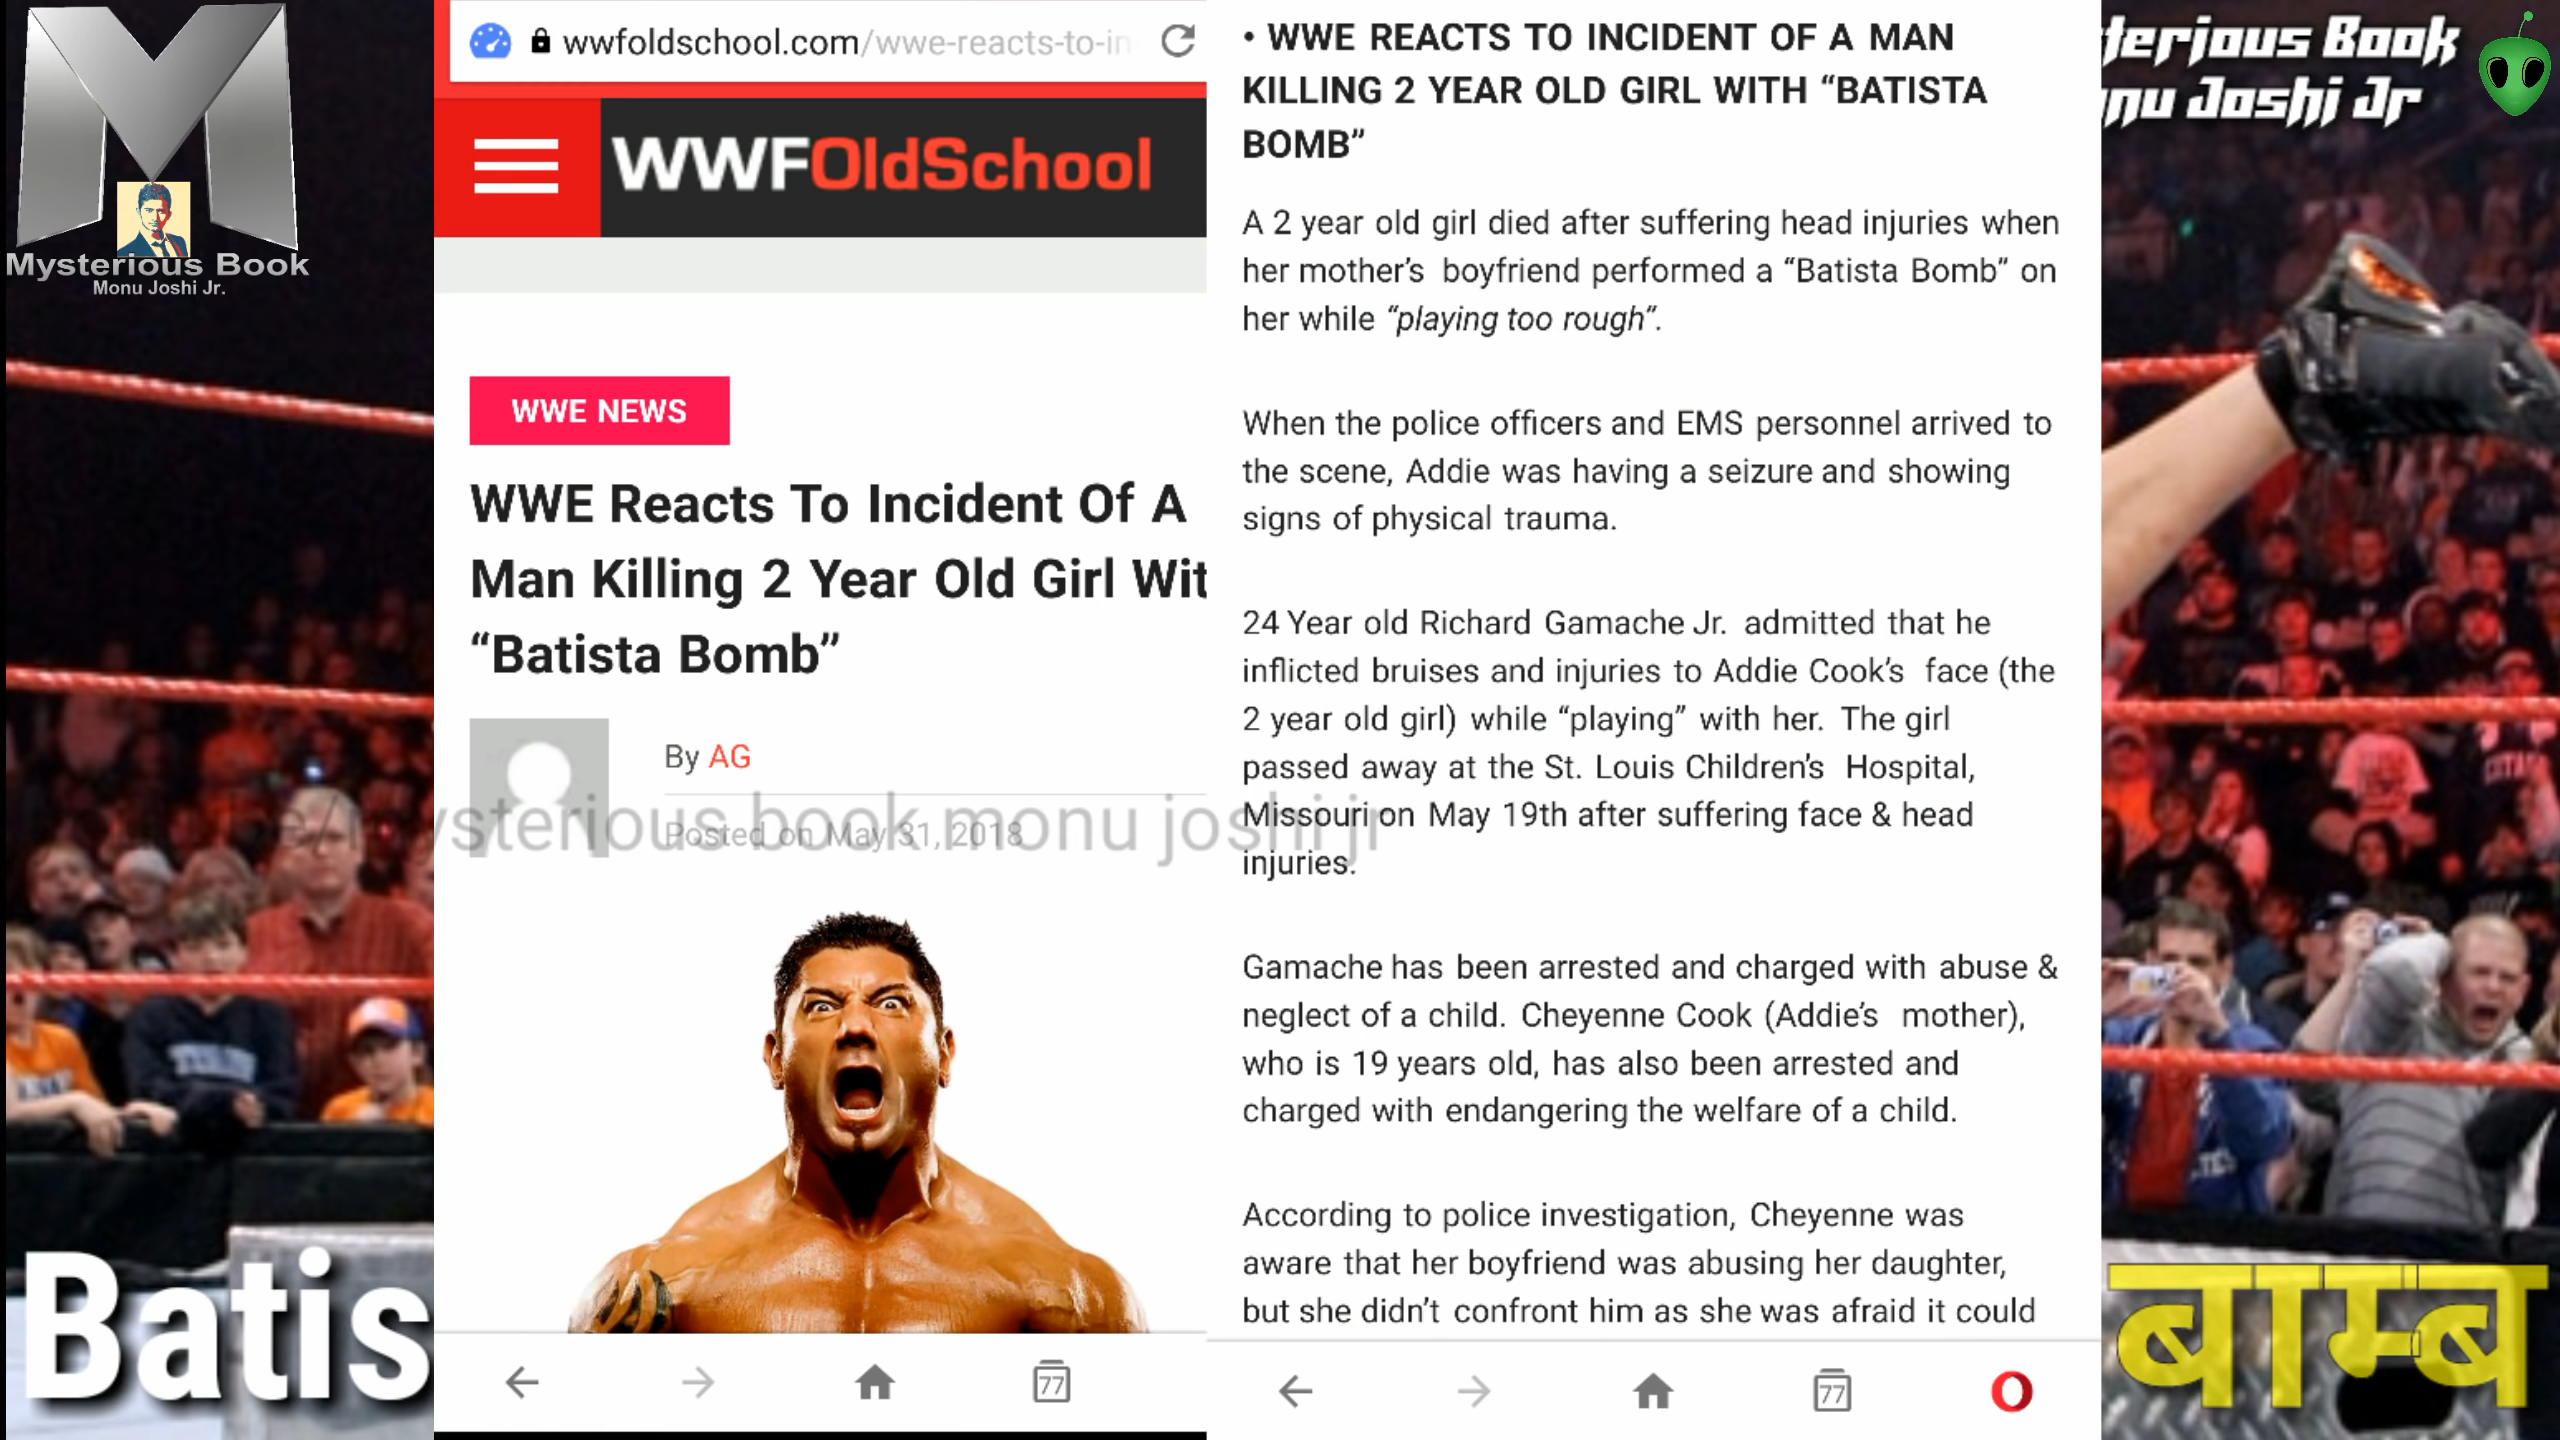 Mysterious Book
Monu Joshi Jr.
wwfoldschool.com/wwe-reacts-to-in
WWFOldSchool
WWE NEWS
WWE Reacts To Incident Of A
Man Killing 2 Year Old Girl Wit
“Batista Bomb”
By AG
Posted on May 31, 2018
ysterious book monu joshi jr
77
Batis
• WWE REACTS TO INCIDENT OF A MAN
KILLING 2 YEAR OLD GIRL WITH “BATISTA
BOMB”
A 2 year old girl died after suffering head injuries when
her mother’s boyfriend performed a “Batista Bomb” on
her while “playing too rough”.
When the police officers and EMS personnel arrived to
the scene, Addie was having a seizure and showing
signs of physical trauma.
24 Year old Richard Gamache Jr. admitted that he
inflicted bruises and injuries to Addie Cook’s face (the
2 year old girl) while “playing” with her. The girl
passed away at the St. Louis Children’s Hospital,
Missouri on May 19th after suffering face & head
injuries.
Gamache has been arrested and charged with abuse &
neglect of a child. Cheyenne Cook (Addie’s mother),
who is 19 years old, has also been arrested and
charged with endangering the welfare of a child.
According to police investigation, Cheyenne was
aware that her boyfriend was abusing her daughter,
but she didn’t confront him as she was afraid it could
77
terious Book
nu Joshi Jr
बाम्ब